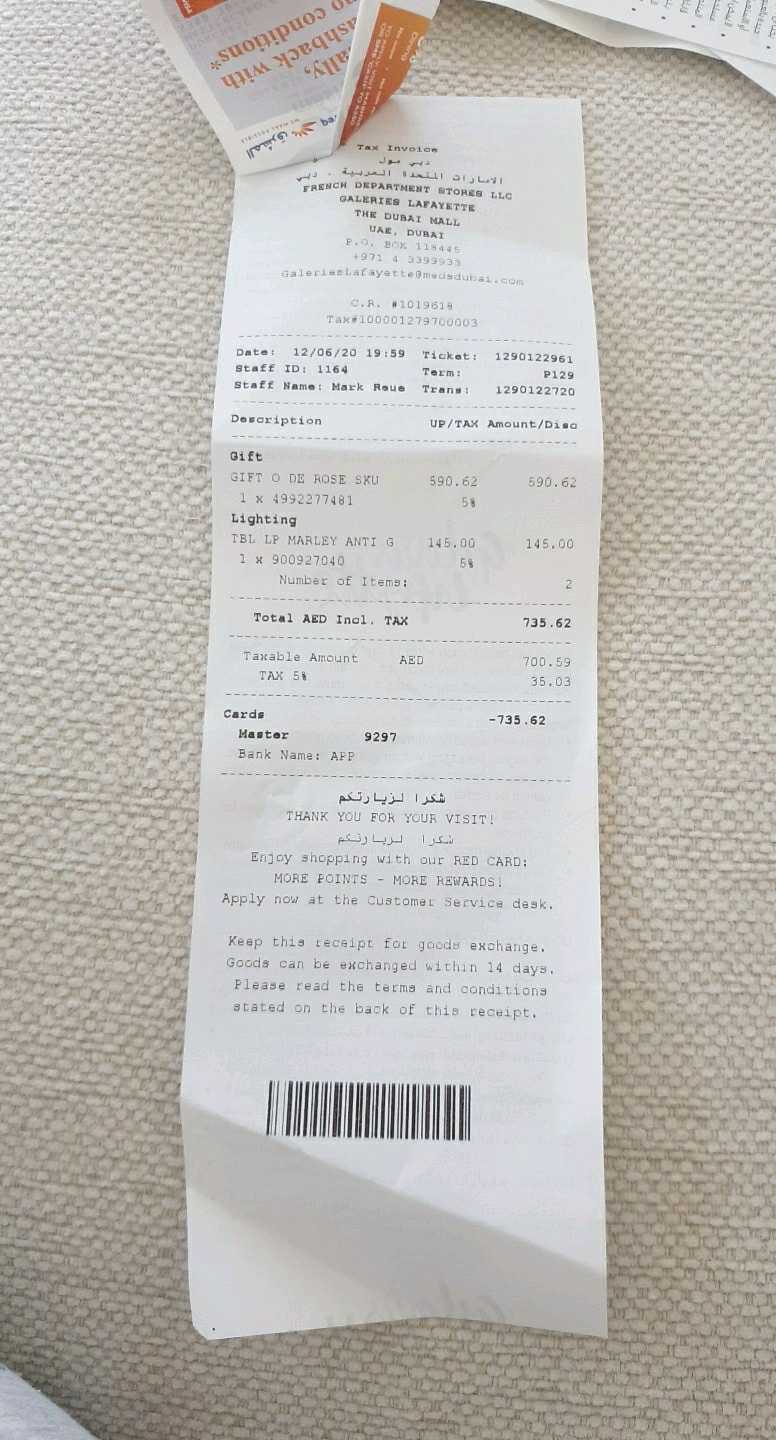 no conditions*
cashback with
ally,
المشرق
Tax Invoice
دبي مول
الامارات المتحدة العربية . دبي
FRENCH DEPARTMENT STORES LLC
GALERIES LAFAYETTE
THE DUBAI MALL
UAE, DUBAI
P.O. BOX 118445
+971 4 3399933
GaleriesLafayette@medsdubai.com
C.R. #1019618
Tax#100001279700003
Date: 12/06/20 19:59 Ticket: 1290122961
Staff ID: 1164 Term: P129
Staff Name: Mark Reue Trans: 1290122720
Description UP/TAX Amount/Disc
Gift
GIFT O DE ROSE SKU 590.62 590.62
1 x 4992277481 5%
Lighting
TBL LP MARLEY ANTI G 145.00 145.00
1 x 900927040 5%
Number of Items: 2
Total AED Incl. TAX 735.62
Taxable Amount AED 700.59
TAX 5% 35.03
Cards -735.62
Master 9297
Bank Name: APP
شكرا لزيارتكم
THANK YOU FOR YOUR VISIT!
شكرا لزيارتكم
Enjoy shopping with our RED CARD:
MORE POINTS - MORE REWARDS!
Apply now at the Customer Service desk.
Keep this receipt for goods exchange.
Goods can be exchanged within 14 days.
Please read the terms and conditions
stated on the back of this receipt.